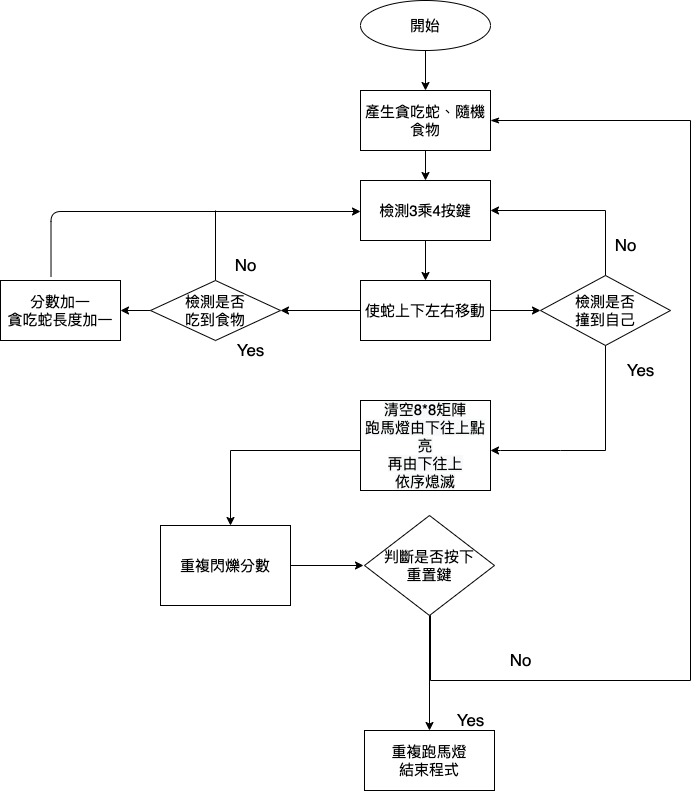 開始
產生貪吃蛇、隨機
食物
檢測3乘4按鍵
No
No
分數加一
貪吃蛇長度加一
檢測是否
吃到食物
使蛇上下左右移動
檢測是否
撞到自己
Yes
Yes
清空8*8矩陣
跑馬燈由下往上點
亮
再由下往上
依序熄滅
重複閃爍分數
判斷是否按下
重置鍵
No
Yes
重複跑馬燈
結束程式